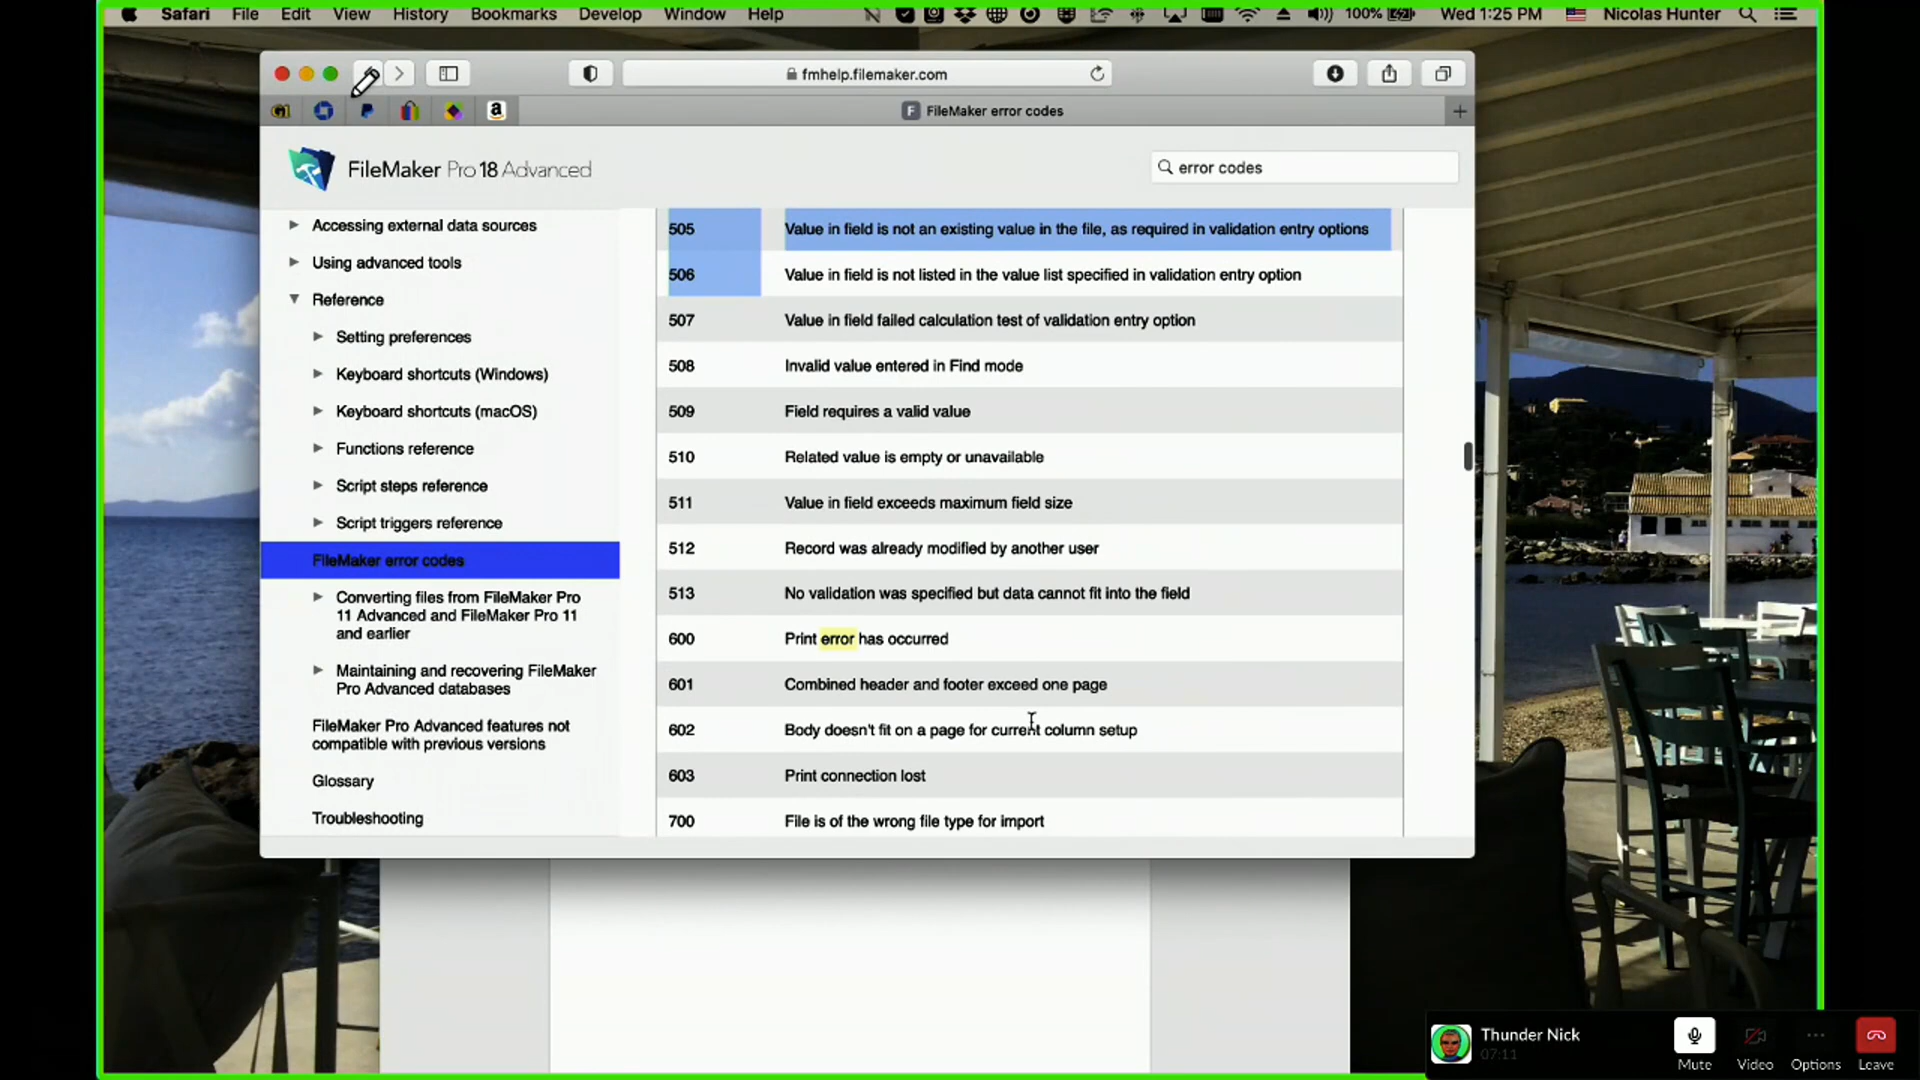 Safari File Edit View History Bookmarks Develop Window Help 100% Wed 1:25 PM Nicolas Hunter
fmhelp.filemaker.com
G1 a F FileMaker error codes
FileMaker Pro 18 Advanced
error codes
Accessing external data sources
Using advanced tools
Reference
Setting preferences
Keyboard shortcuts (Windows)
Keyboard shortcuts (macOS)
Functions reference
Script steps reference
Script triggers reference
FileMaker error codes
Converting files from FileMaker Pro
11 Advanced and FileMaker Pro 11
and earlier
Maintaining and recovering FileMaker
Pro Advanced databases
FileMaker Pro Advanced features not
compatible with previous versions
Glossary
Troubleshooting
505 Value in field is not an existing value in the file, as required in validation entry options
506 Value in field is not listed in the value list specified in validation entry option
507 Value in field failed calculation test of validation entry option
508 Invalid value entered in Find mode
509 Field requires a valid value
510 Related value is empty or unavailable
511 Value in field exceeds maximum field size
512 Record was already modified by another user
513 No validation was specified but data cannot fit into the field
600 Print error has occurred
601 Combined header and footer exceed one page
602 Body doesn't fit on a page for current column setup
603 Print connection lost
700 File is of the wrong file type for import
Thunder Nick
07:11
Mute Video Options Leave